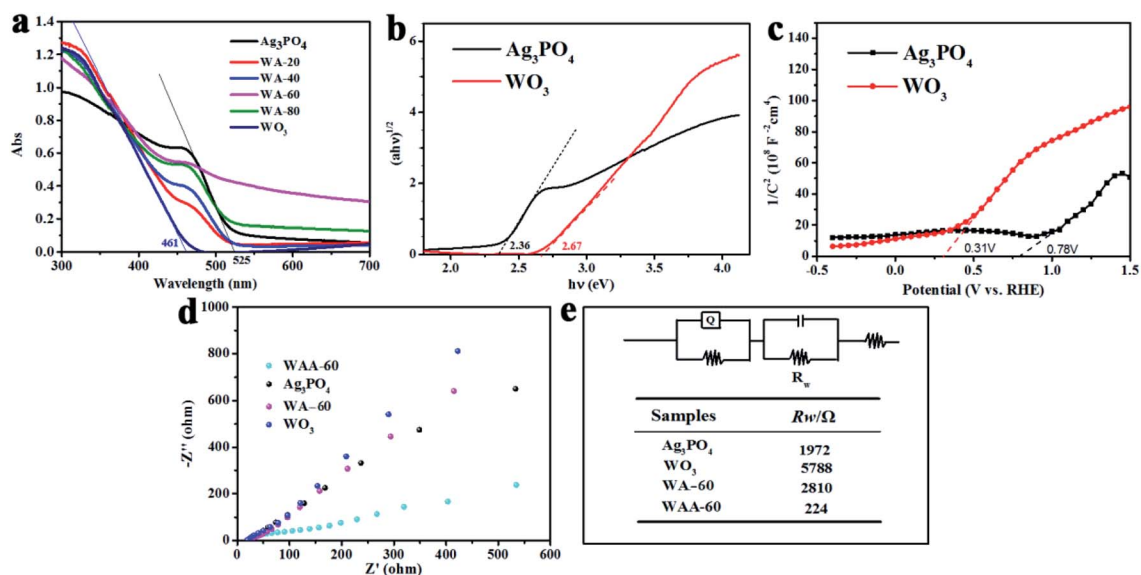 a
Abs
1.4
1.2
1.0
0.8
0.6
0.4
0.2
0.0
Ag₃PO₄
WA-20
WA-40
WA-60
WA-80
WO₃
461
525
300 400 500 600 700
Wavelength (nm)
b
(ahν)^1/2
6
4
2
0
Ag₃PO₄
WO₃
2.36
2.67
2.0 2.5 3.0 3.5 4.0
hν (eV)
c
1/C⁻² (10⁸ F⁻²cm⁴)
140
120
100
80
60
40
20
0
Ag₃PO₄
WO₃
0.31V
0.78V
0.0 0.5 1.0 1.5
Potential (V vs. RHE)
d
-Z'' (ohm)
1000
800
600
400
200
0
WAA-60
Ag₃PO₄
WA-60
WO₃
0 100 200 300 400 500 600
Z' (ohm)
e
Q
R_w
Samples Rw/Ω
Ag₃PO₄ 1972
WO₃ 5788
WA-60 2810
WAA-60 224